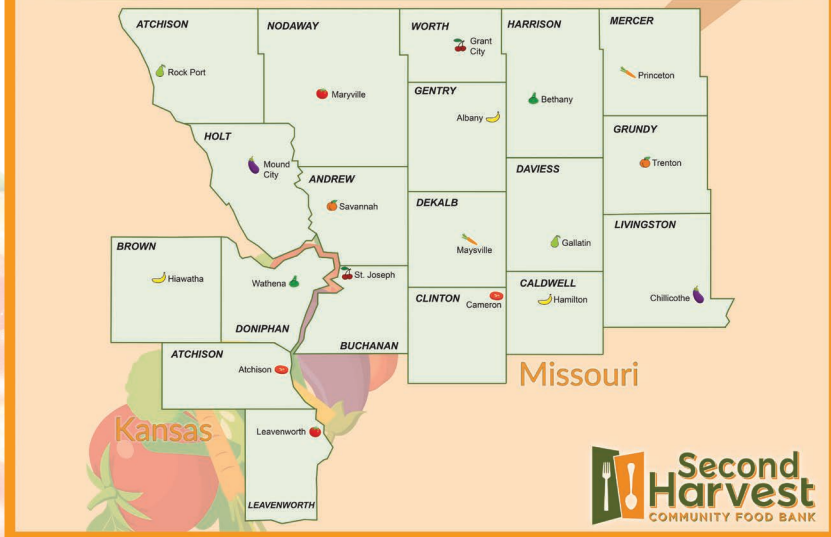 ATCHISON
Rock Port
NODAWAY
Maryville
WORTH
Grant
City
HARRISON
Bethany
MERCER
Princeton
GENTRY
Albany
HOLT
Mound
City
GRUNDY
Trenton
ANDREW
Savannah
DAVIESS
Gallatin
DEKALB
Maysville
LIVINGSTON
Chillicothe
BROWN
Hiawatha
Wathena
DONIPHAN
St. Joseph
BUCHANAN
CLINTON
Cameron
CALDWELL
Hamilton
ATCHISON
Atchison
Missouri
Kansas
Leavenworth
LEAVENWORTH
Second
Harvest
COMMUNITY FOOD BANK